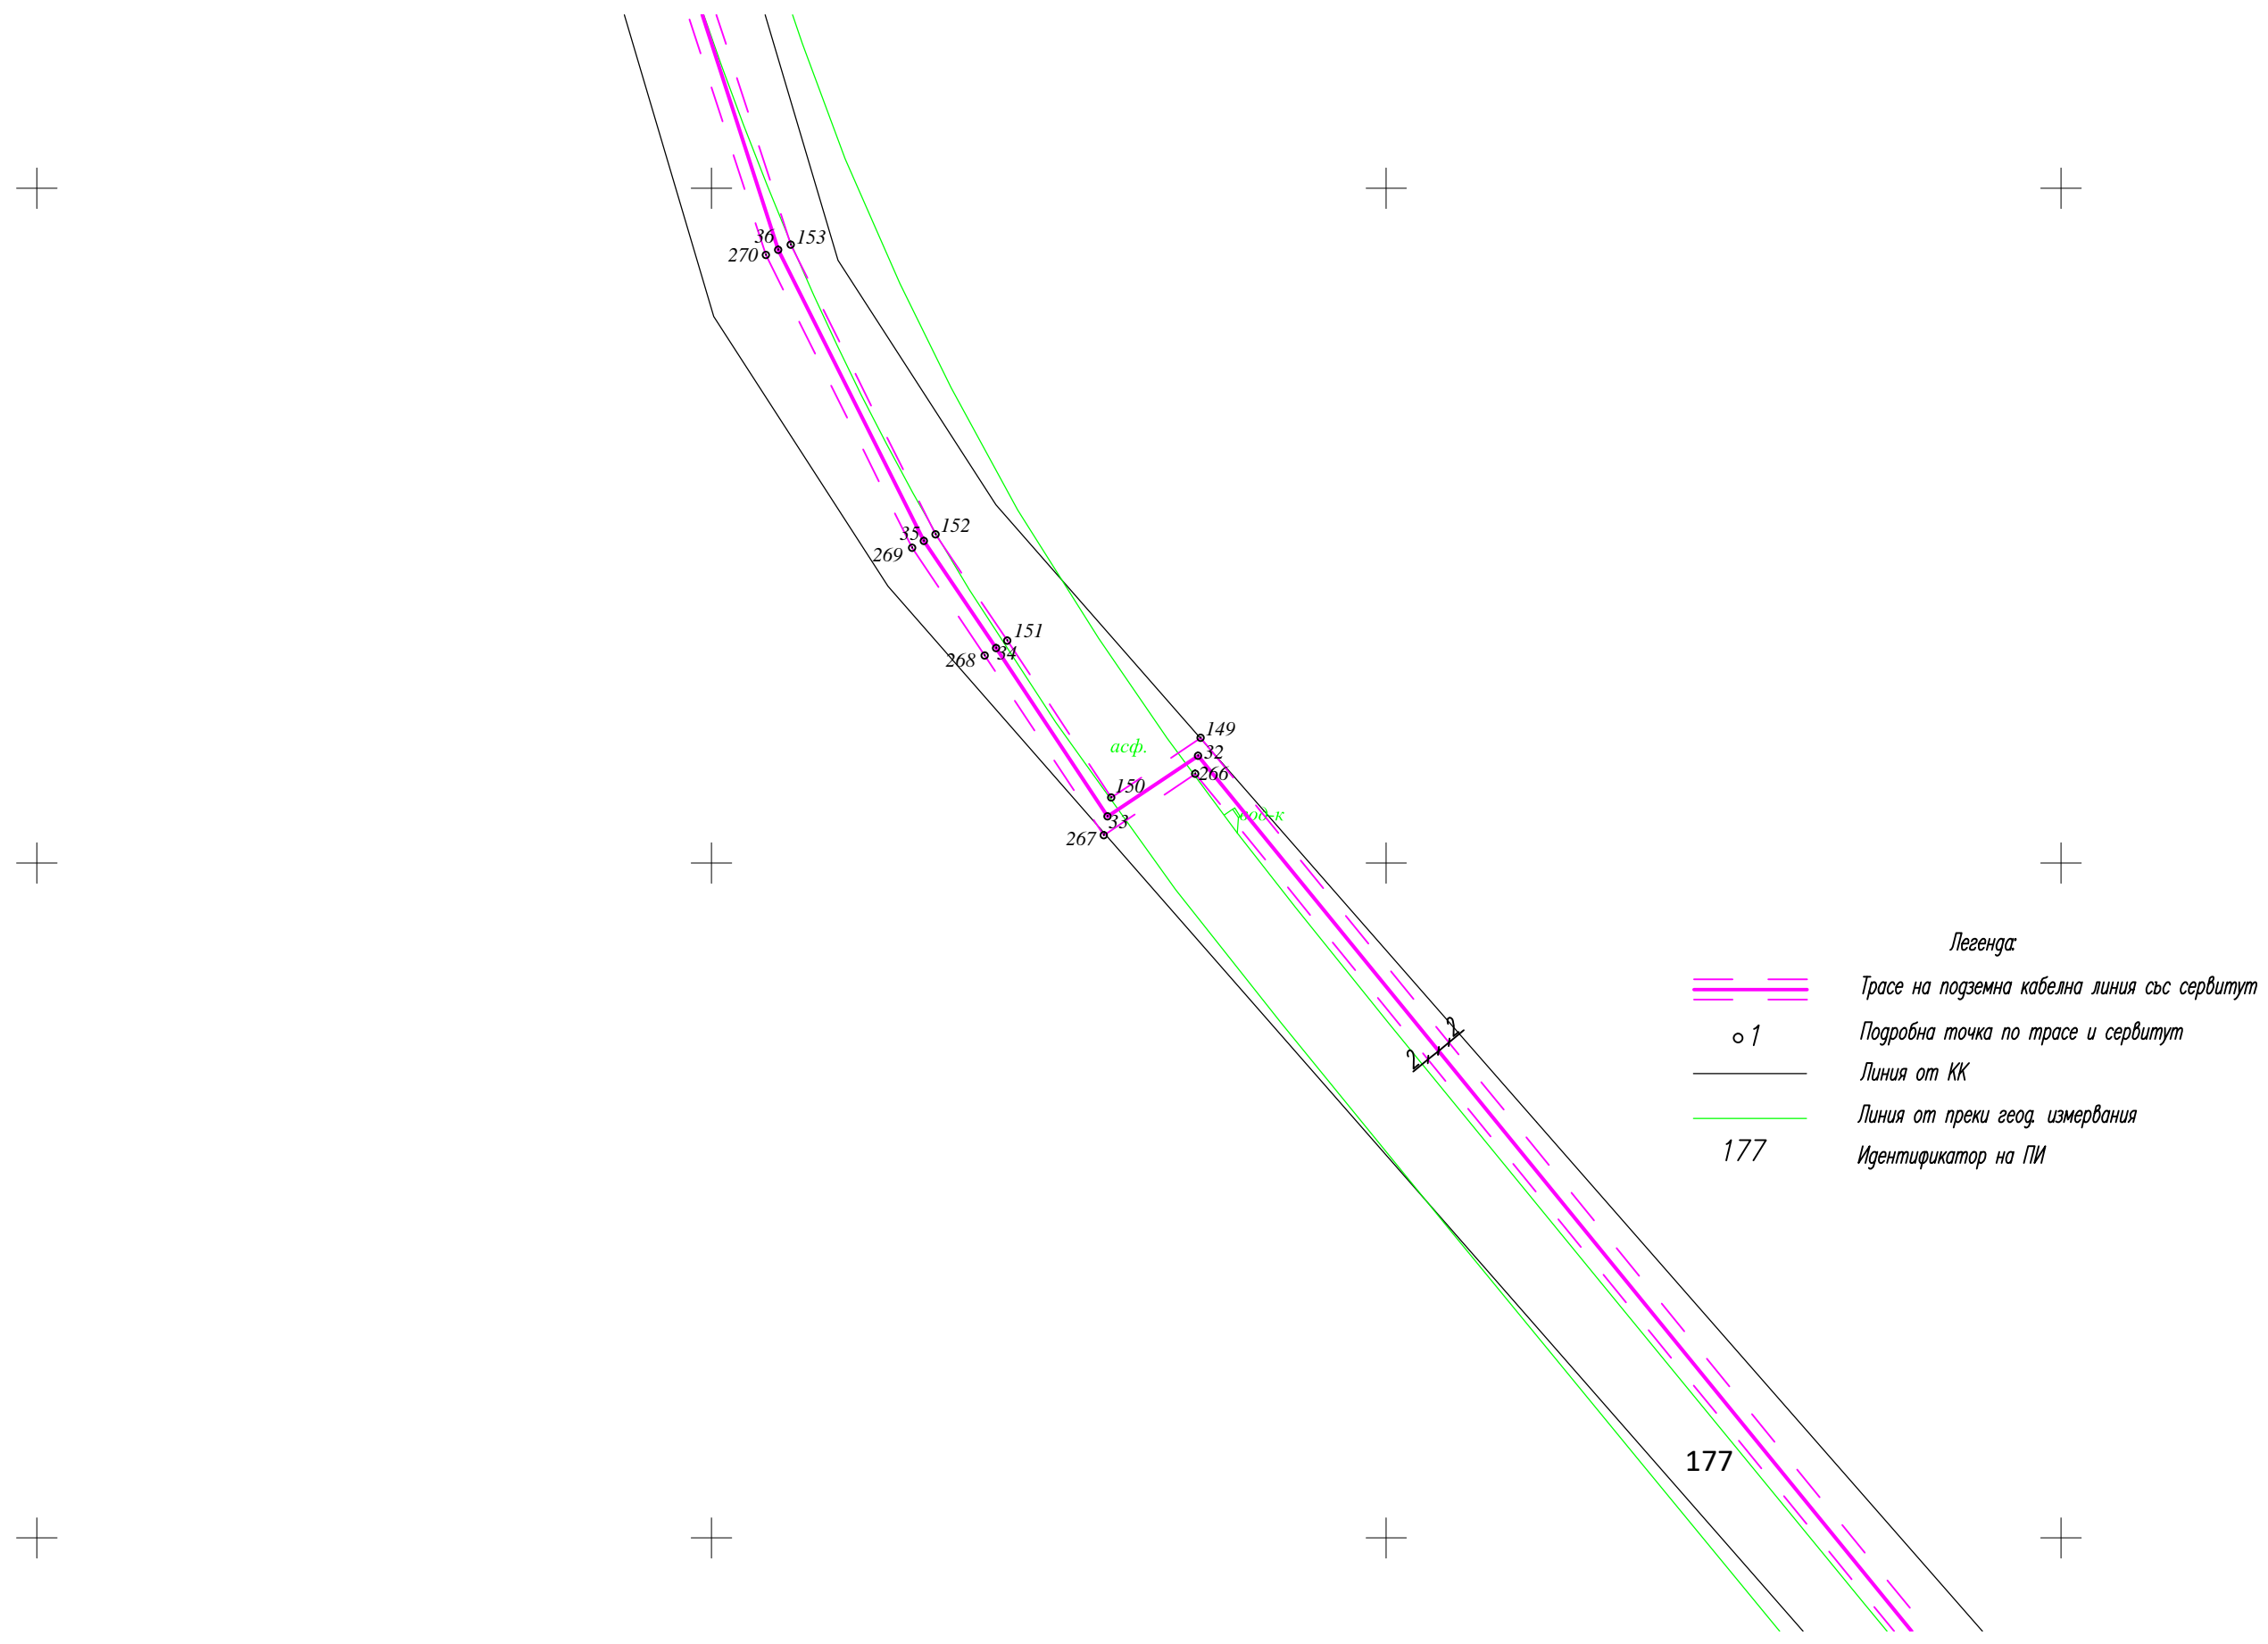 36
153
270
152
35
269
151
34
268
149
асф.
32
266
150
вод-к
33
267
Легенда:
Трасе на подземна кабелна линия със сервитут
2
2
1
Подробна точка по трасе и сервитут
Линия от КК
Линия от преки геод. измервания
177
Идентификатор на ПИ
177